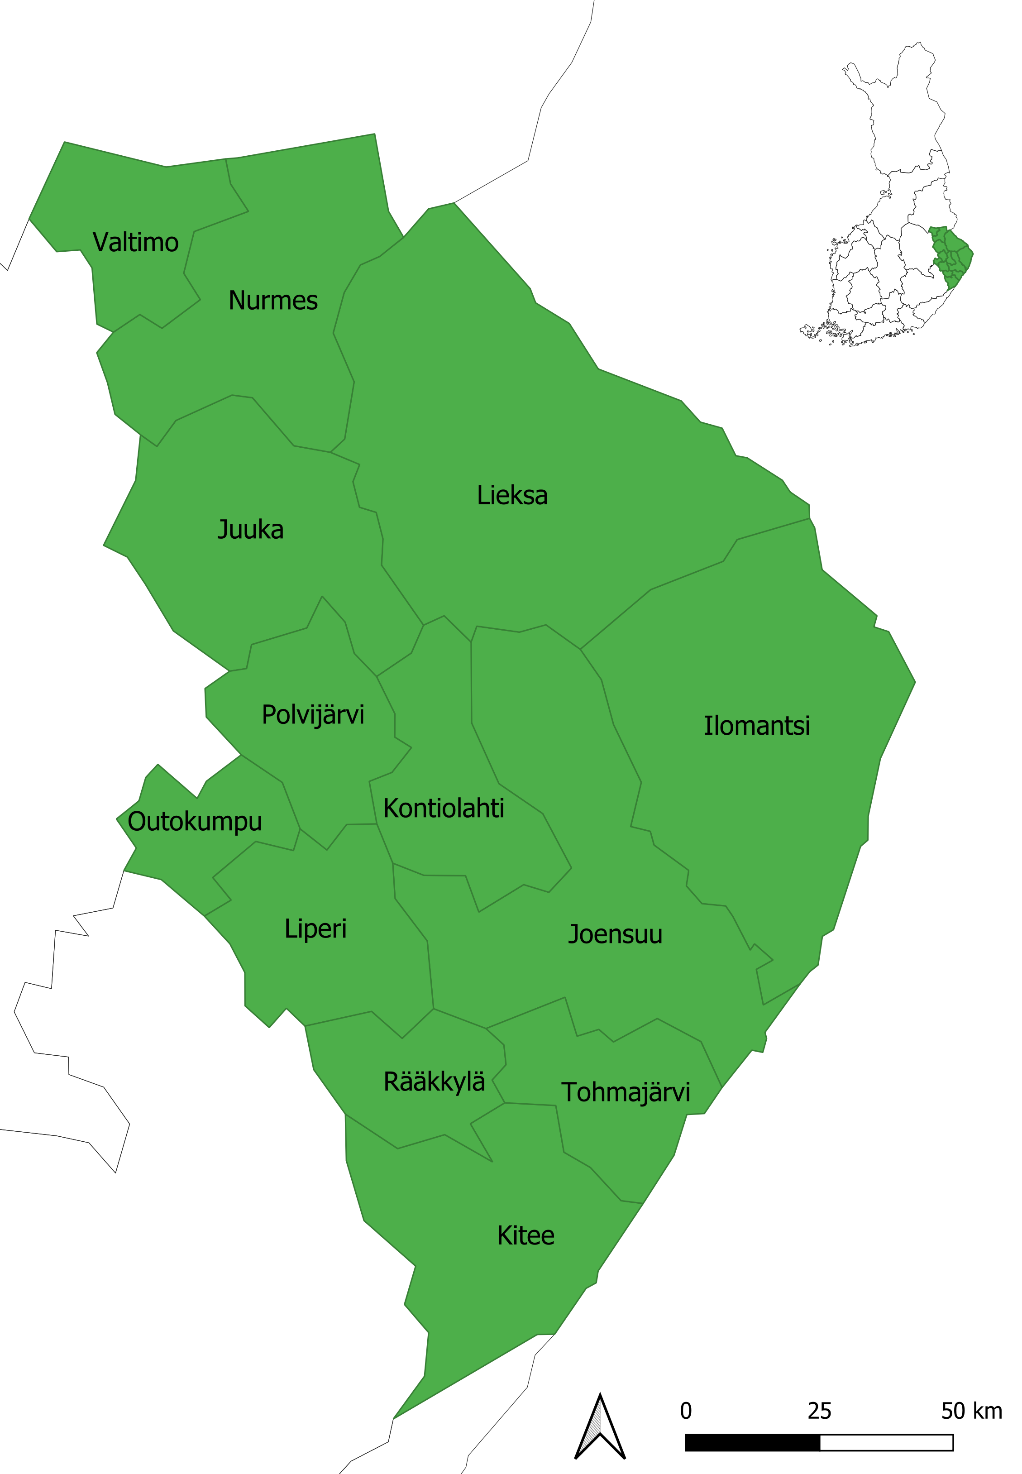 Valtimo
Nurmes
Lieksa
Juuka
Polvijärvi
Ilomantsi
Kontiolahti
Outokumpu
Liperi
Joensuu
Rääkkylä
Tohmajärvi
Kitee
0 25 50 km